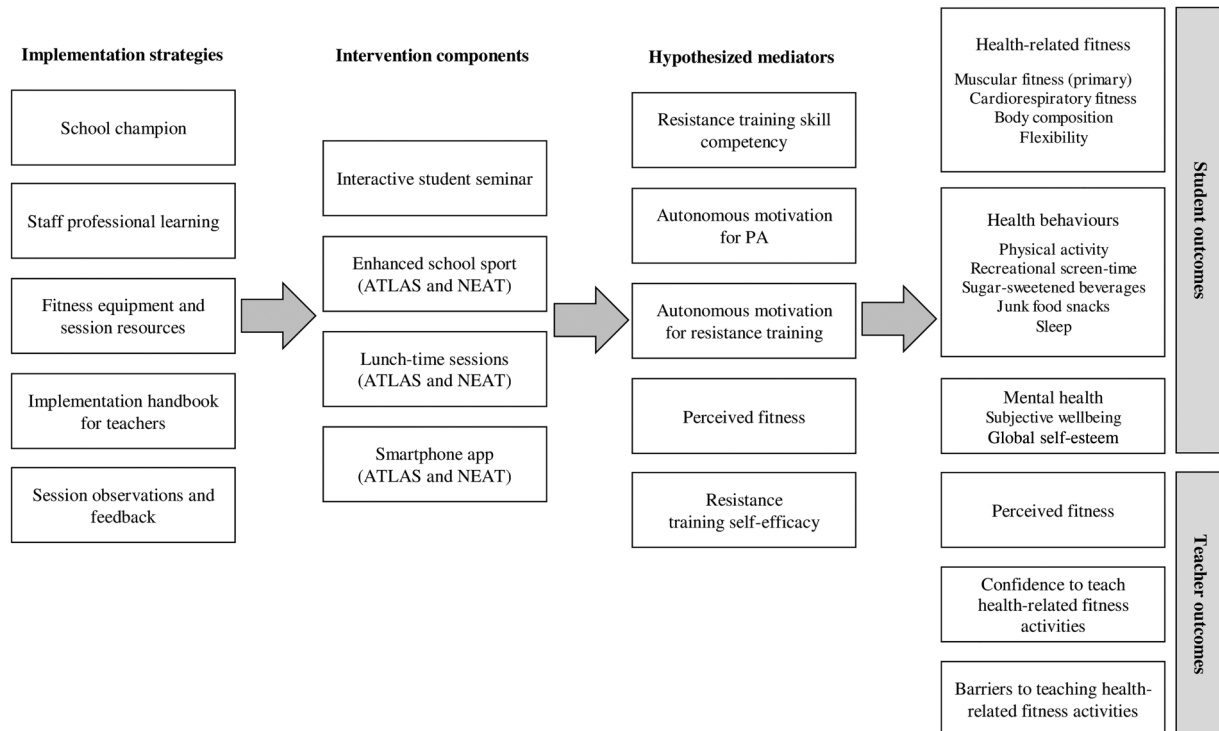 Implementation strategies
School champion
Staff professional learning
Fitness equipment and
session resources
Implementation handbook
for teachers
Session observations and
feedback
Intervention components
Interactive student seminar
Enhanced school sport
(ATLAS and NEAT)
Lunch-time sessions
(ATLAS and NEAT)
Smartphone app
(ATLAS and NEAT)
Hypothesized mediators
Resistance training skill
competency
Autonomous motivation
for PA
Autonomous motivation
for resistance training
Perceived fitness
Resistance
training self-efficacy
Health-related fitness
Muscular fitness (primary)
Cardiorespiratory fitness
Body composition
Flexibility
Health behaviours
Physical activity
Recreational screen-time
Sugar-sweetened beverages
Junk food snacks
Sleep
Mental health
Subjective wellbeing
Global self-esteem
Student outcomes
Perceived fitness
Confidence to teach
health-related fitness
activities
Barriers to teaching health-
related fitness activities
Teacher outcomes